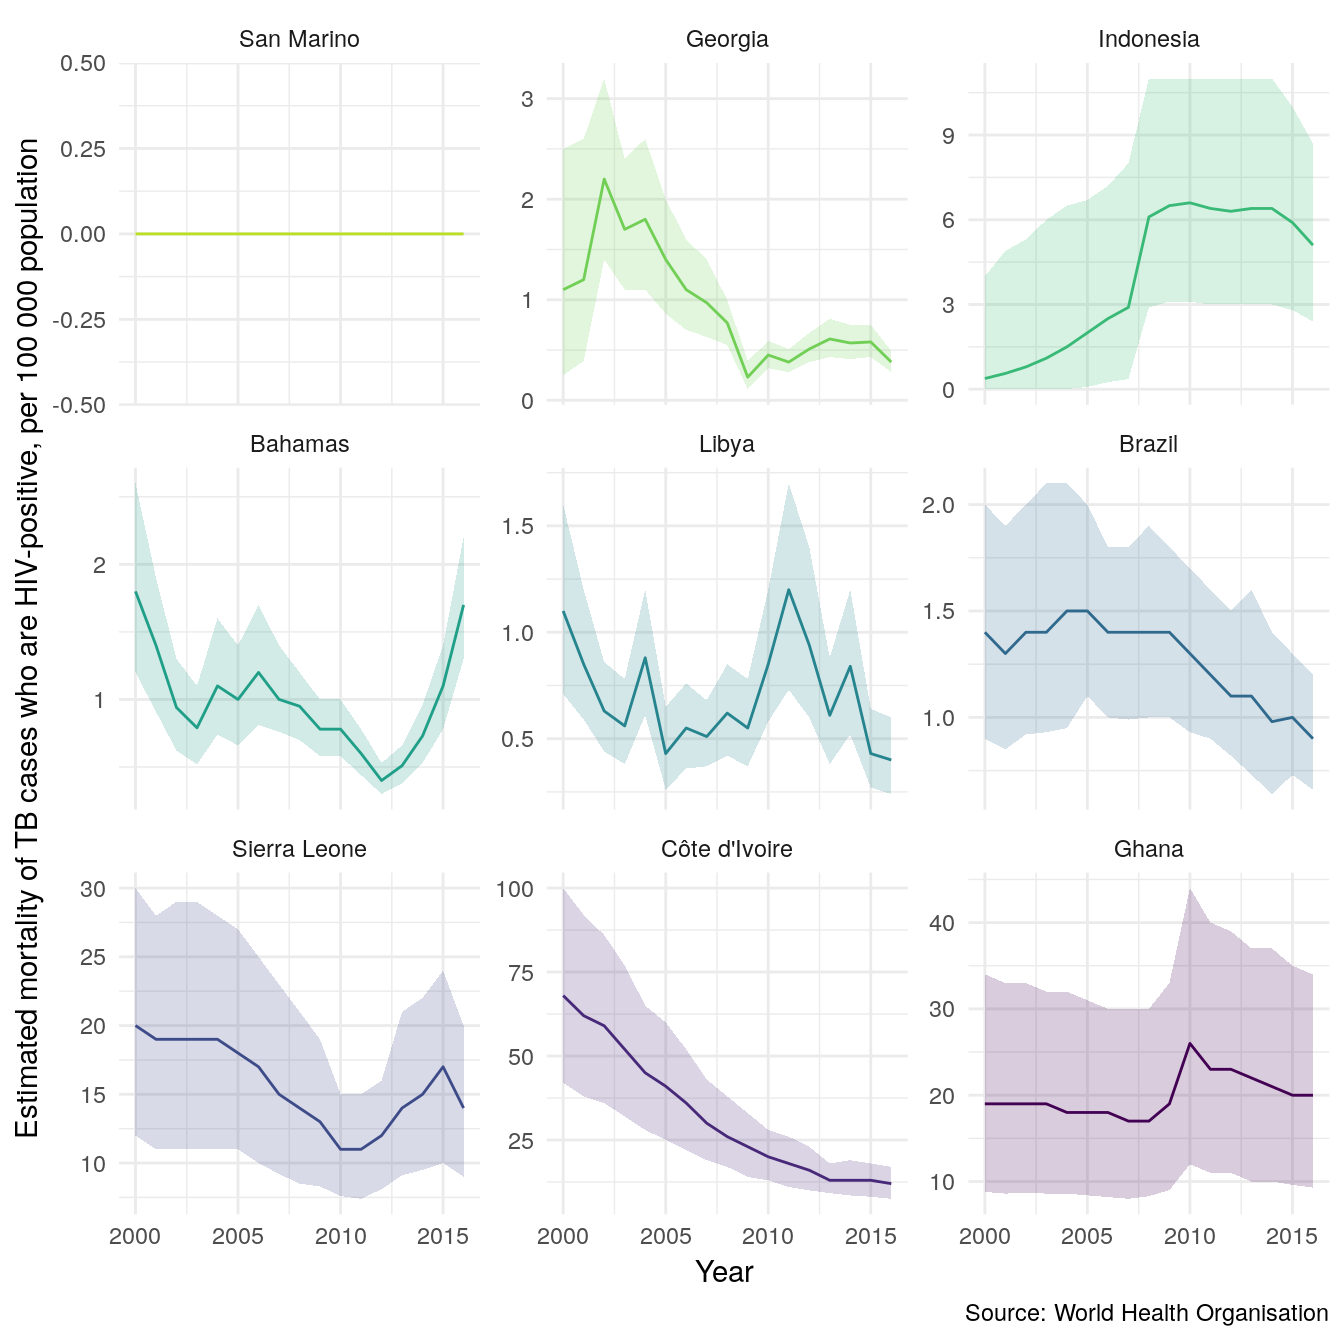 San Marino
Georgia
Indonesia
0.50
0.25
0.00
-0.25
-0.50
3
2
1
0
9
6
3
0
Bahamas
Libya
Brazil
2
1
1.5
1.0
0.5
2.0
1.5
1.0
Sierra Leone
Côte d'Ivoire
Ghana
30
25
20
15
10
100
75
50
25
40
30
20
10
2000 2005 2010 2015
2000 2005 2010 2015
2000 2005 2010 2015
Estimated mortality of TB cases who are HIV-positive, per 100 000 population
Year
Source: World Health Organisation